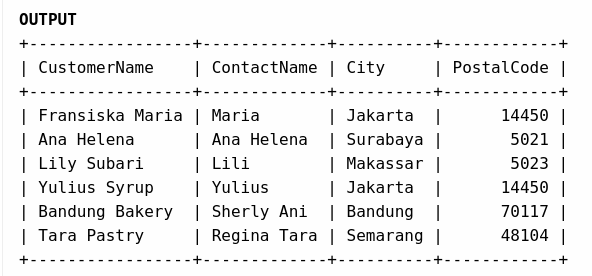 OUTPUT
+-----------------+-------------+----------+------------+
| CustomerName    | ContactName | City     | PostalCode |
+-----------------+-------------+----------+------------+
| Fransiska Maria | Maria       | Jakarta  |      14450 |
| Ana Helena      | Ana Helena  | Surabaya |       5021 |
| Lily Subari     | Lili        | Makassar |       5023 |
| Yulius Syrup    | Yulius      | Jakarta  |      14450 |
| Bandung Bakery  | Sherly Ani  | Bandung  |      70117 |
| Tara Pastry     | Regina Tara | Semarang |      48104 |
+-----------------+-------------+----------+------------+